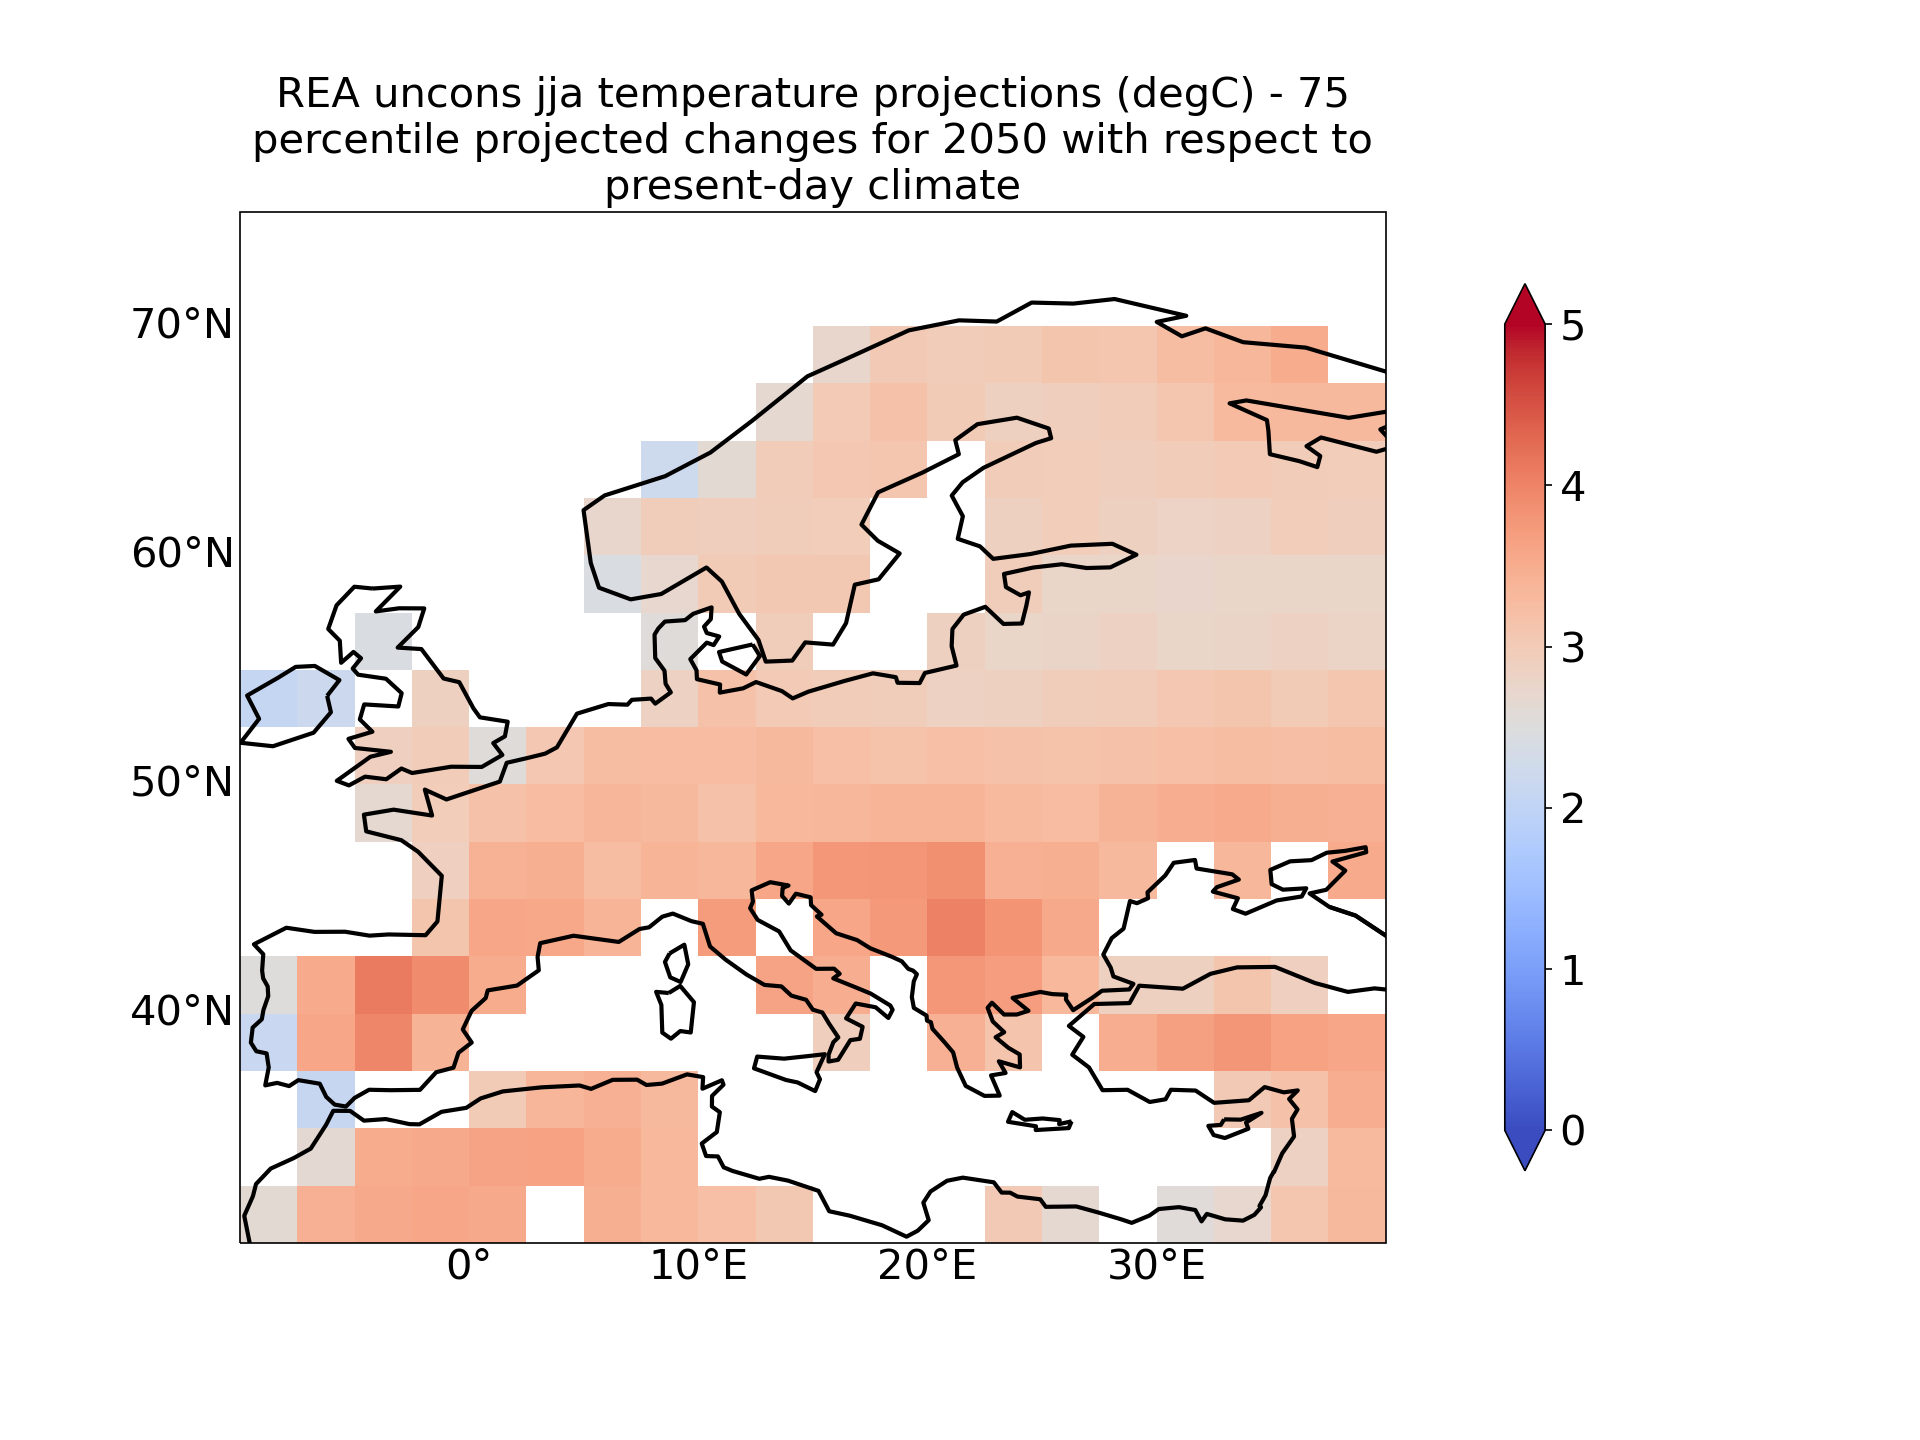 REA uncons jja temperature projections (degC) - 75
percentile projected changes for 2050 with respect to
present-day climate
70°N
60°N
50°N
40°N
0°
10°E
20°E
30°E
5
4
3
2
1
0